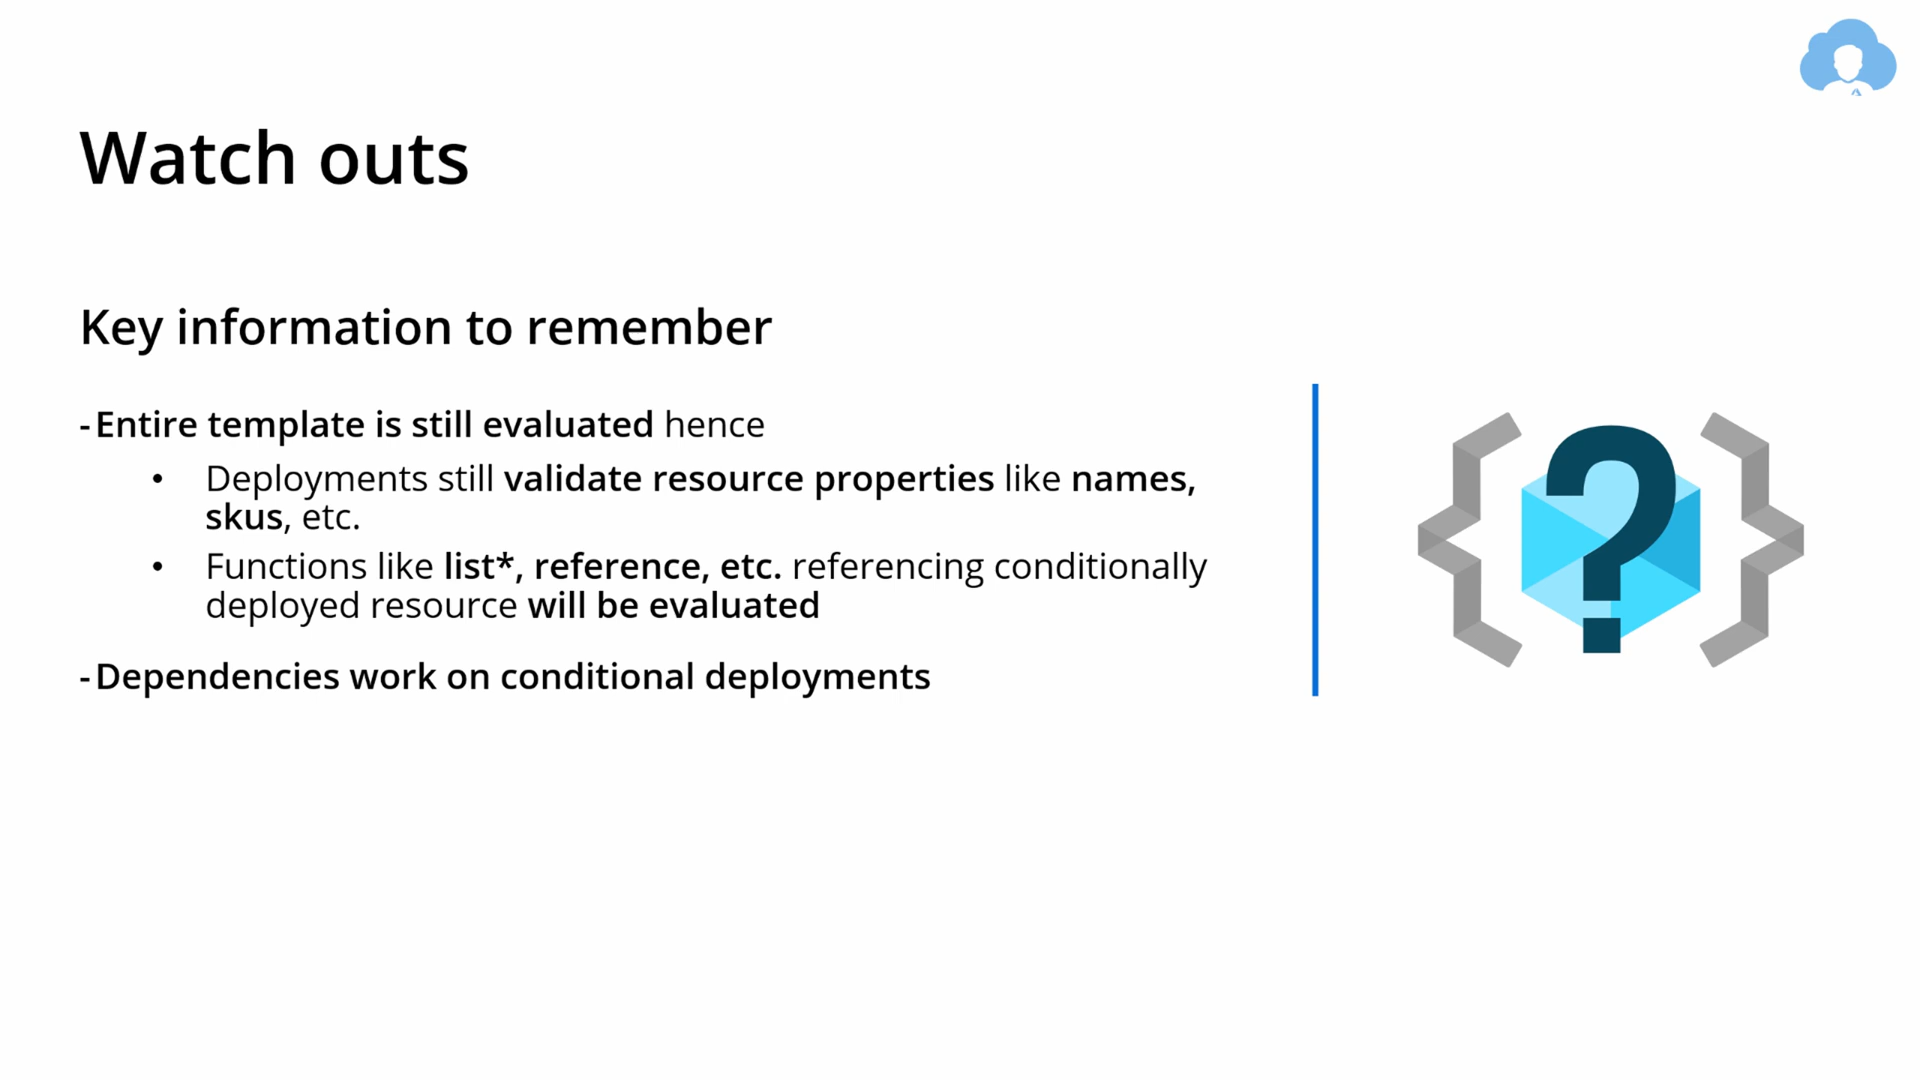 Watch outs
Key information to remember
- Entire template is still evaluated hence
• Deployments still validate resource properties like names,
skus, etc.
• Functions like list*, reference, etc. referencing conditionally
deployed resource will be evaluated
- Dependencies work on conditional deployments
?